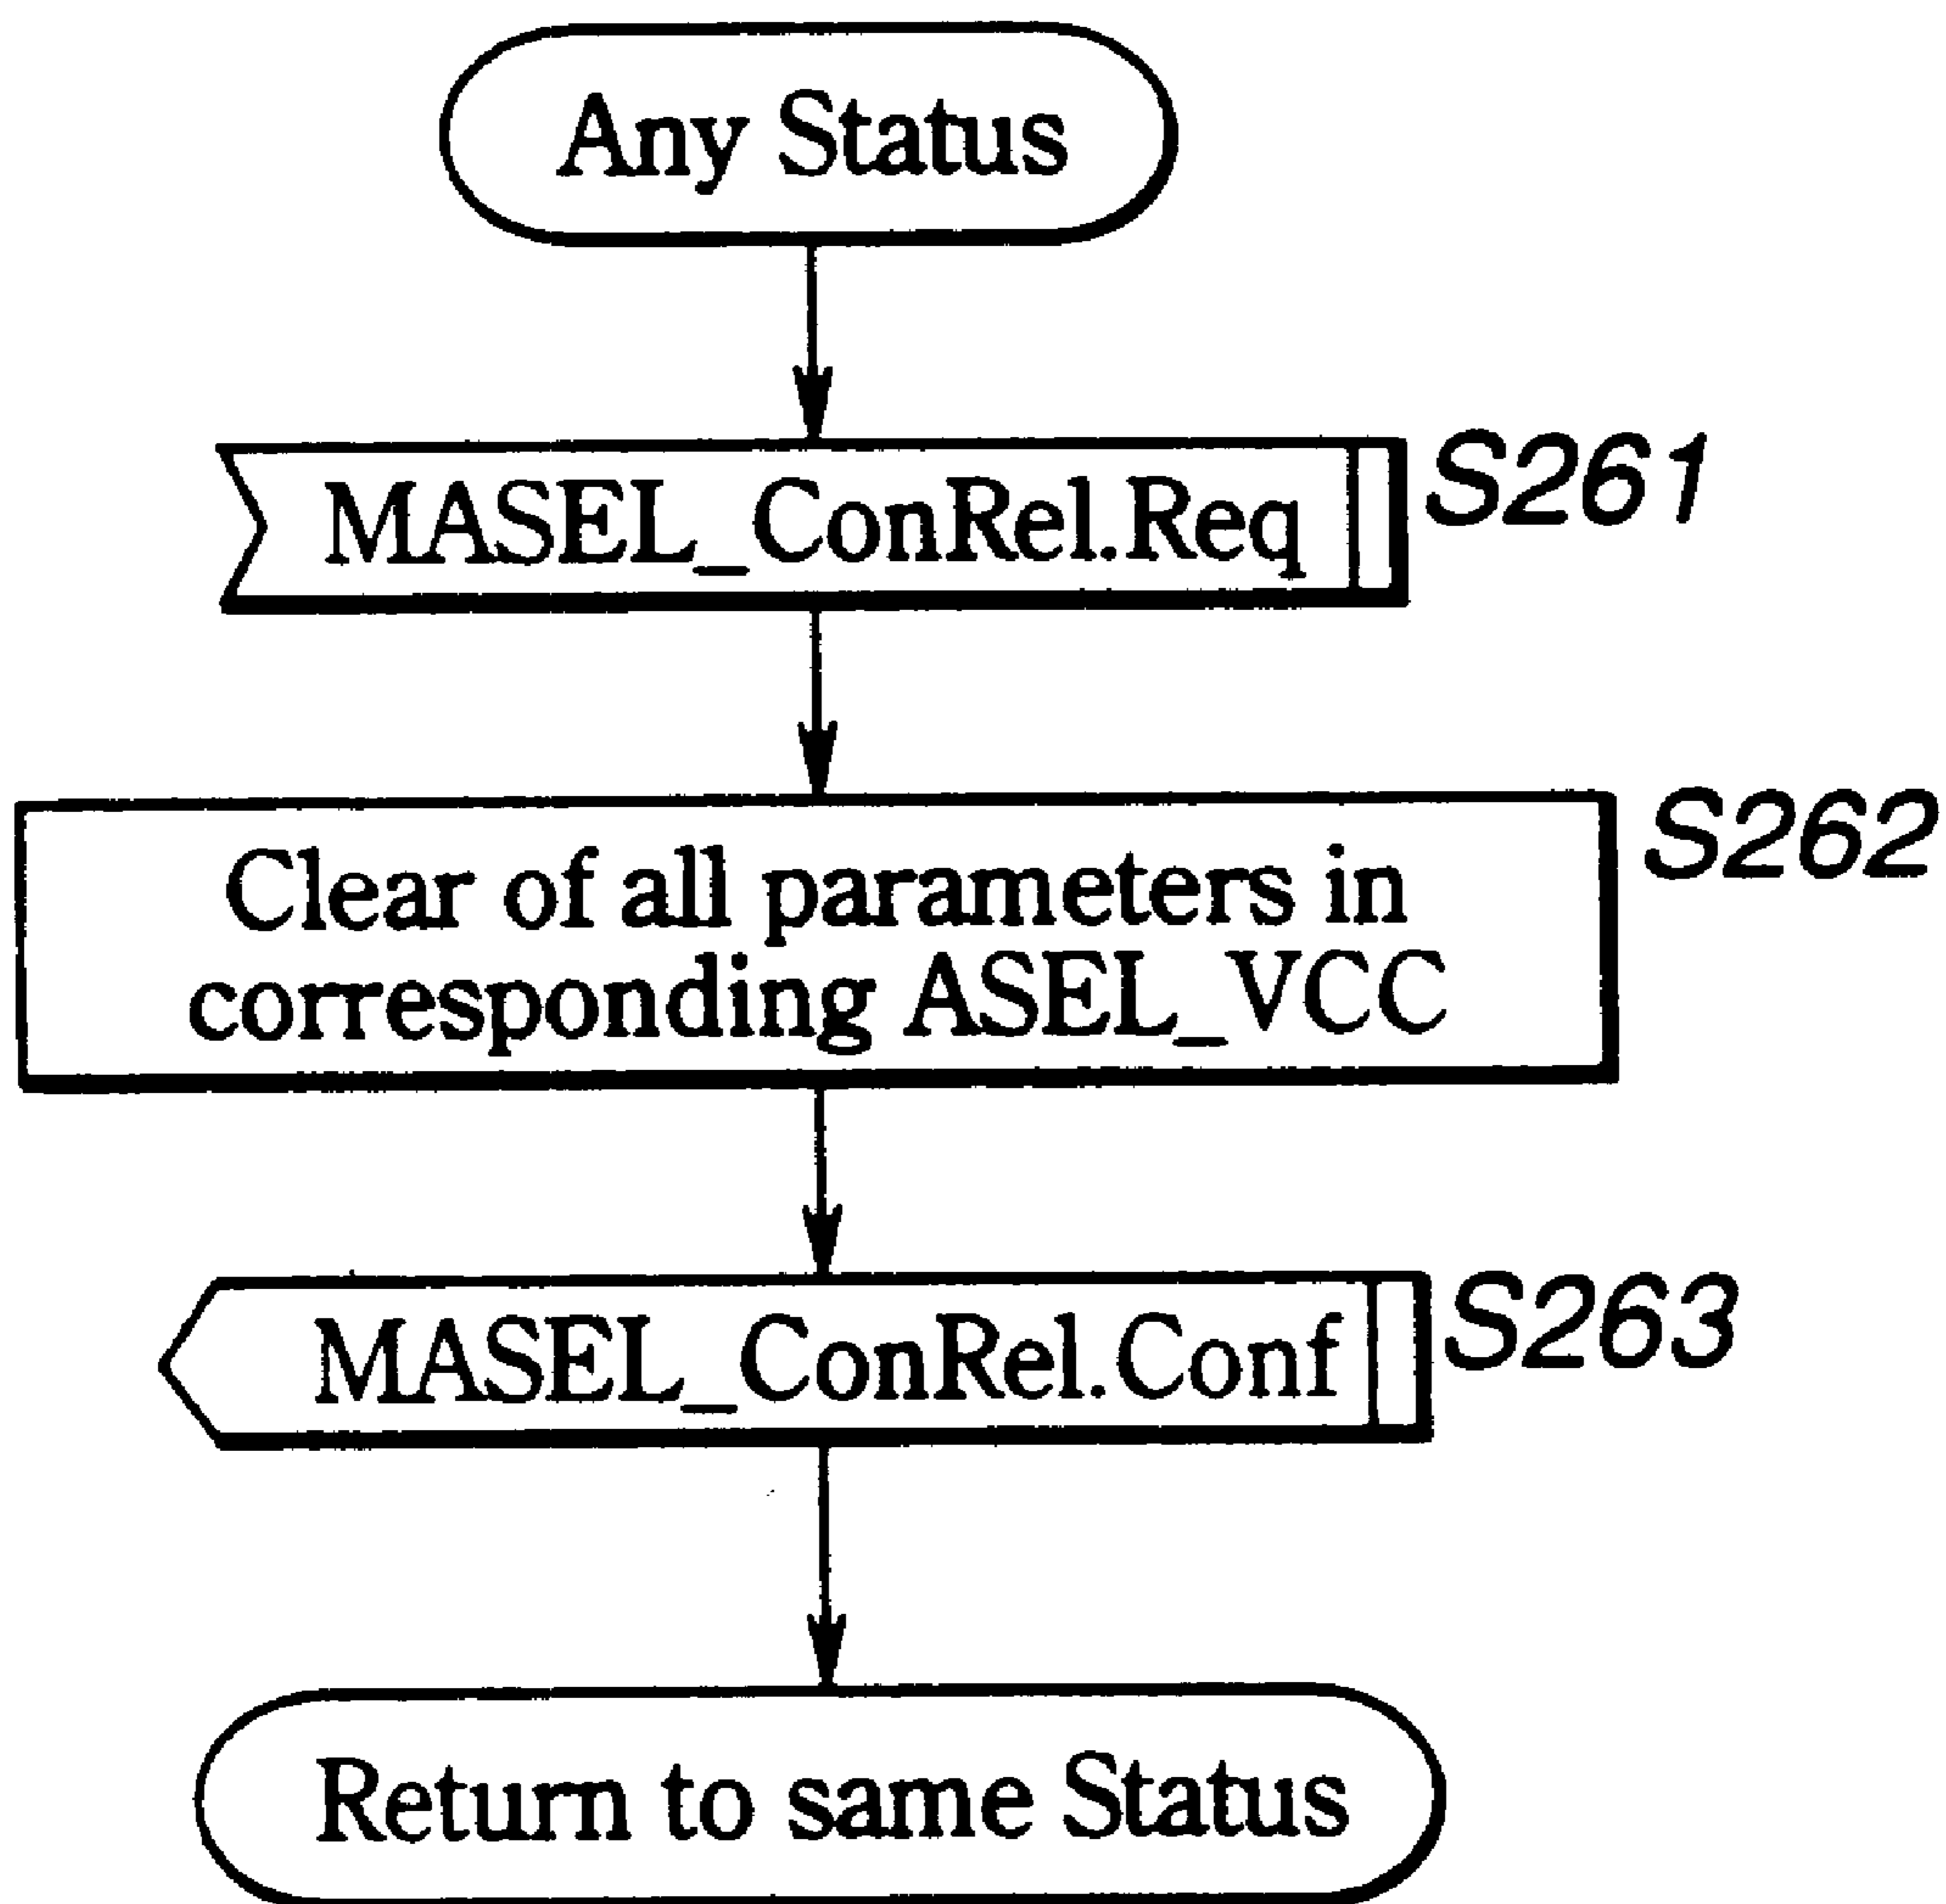 Any Status
MASEL_ConRel.Req
S261
Clear of all parameters in
corresponding ASEL_VCC
S262
MASEL_ConRel.Conf
S263
Return to same Status